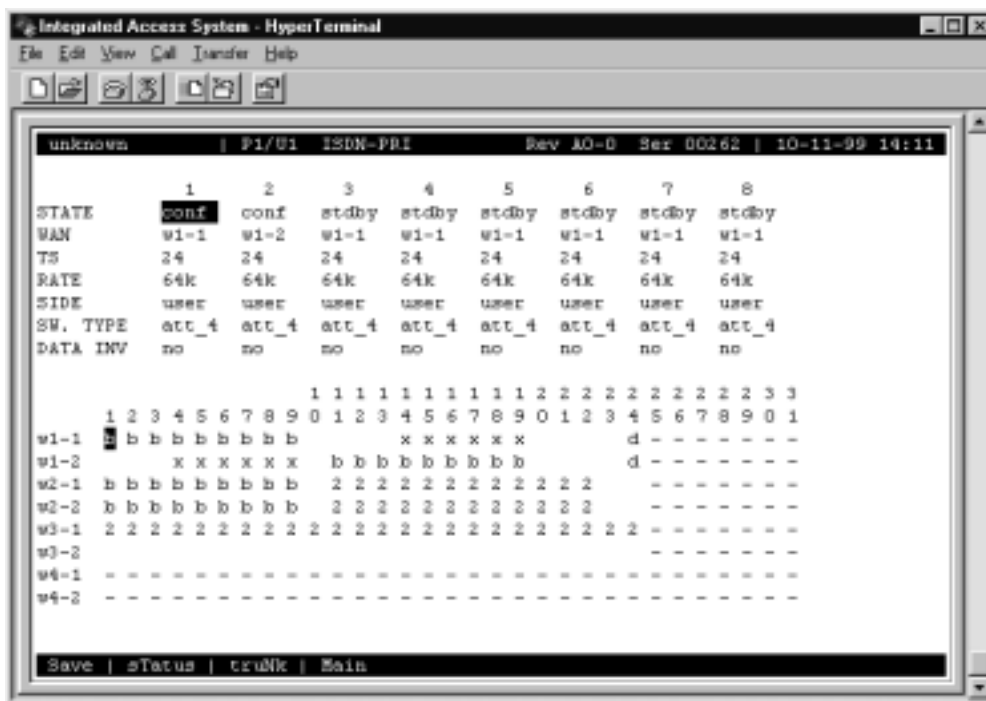 Integrated Access System - HyperTerminal
File Edit View Call Transfer Help
unknown | P1/U1 ISDN-PRI Rev A0-0 Ser 00262 | 10-11-99 14:11
1 2 3 4 5 6 7 8
STATE conf conf stdby stdby stdby stdby stdby stdby
WAN w1-1 w1-2 w1-1 w1-1 w1-1 w1-1 w1-1 w1-1
TS 24 24 24 24 24 24 24 24
RATE 64k 64k 64k 64k 64k 64k 64k 64k
SIDE user user user user user user user user
SW. TYPE att_4 att_4 att_4 att_4 att_4 att_4 att_4 att_4
DATA INV no no no no no no no no
1 1 1 1 1 1 1 1 1 1 2 2 2 2 2 2 2 2 2 2 3 3
1 2 3 4 5 6 7 8 9 0 1 2 3 4 5 6 7 8 9 0 1 2 3 4 5 6 7 8 9 0 1
w1-1 b b b b b b b b b x x x x x x d - - - - - - -
w1-2 x x x x x x b b b b b b b b b d - - - - - - -
w2-1 b b b b b b b b b 2 2 2 2 2 2 2 2 2 2 2 2 - - - - - - -
w2-2 b b b b b b b b b 2 2 2 2 2 2 2 2 2 2 2 2 - - - - - - -
w3-1 2 2 2 2 2 2 2 2 2 2 2 2 2 2 2 2 2 2 2 2 2 2 2 2 - - - - - - -
w3-2 - - - - - - -
w4-1 - - - - - - - - - - - - - - - - - - - - - - - - - - - - - - -
w4-2 - - - - - - - - - - - - - - - - - - - - - - - - - - - - - - -
Save | sTatus | truNk | Main